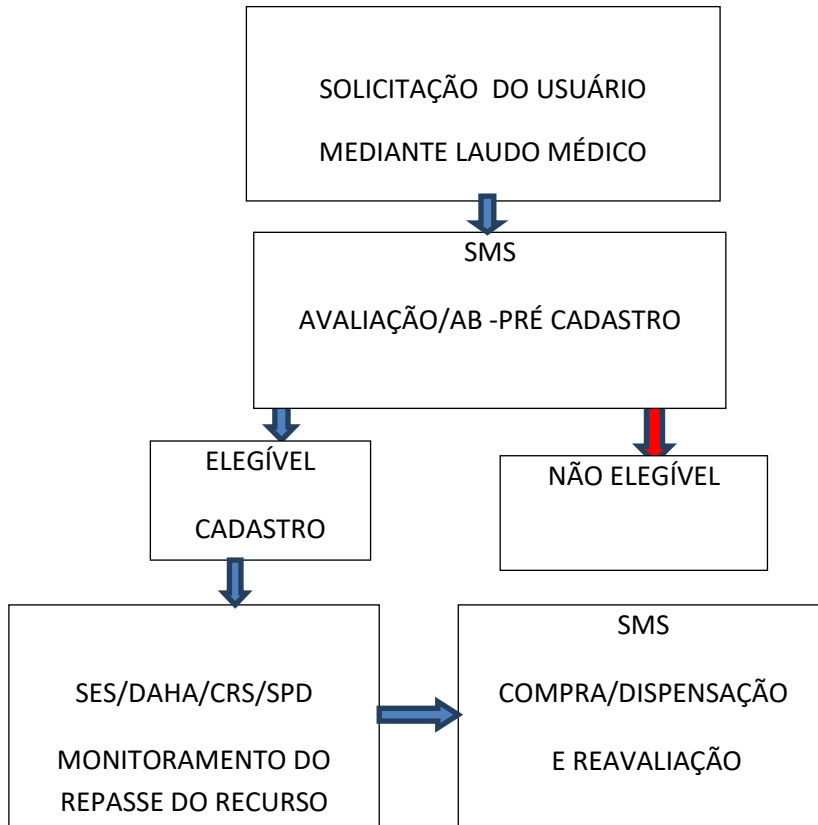 SOLICITAÇÃO DO USUÁRIO
MEDIANTE LAUDO MÉDICO
SMS
AVALIAÇÃO/AB -PRÉ CADASTRO
ELEGÍVEL
CADASTRO
NÃO ELEGÍVEL
SES/DAHA/CRS/SPD
MONITORAMENTO DO
REPASSE DO RECURSO
SMS
COMPRA/DISPENSAÇÃO
E REAVALIAÇÃO